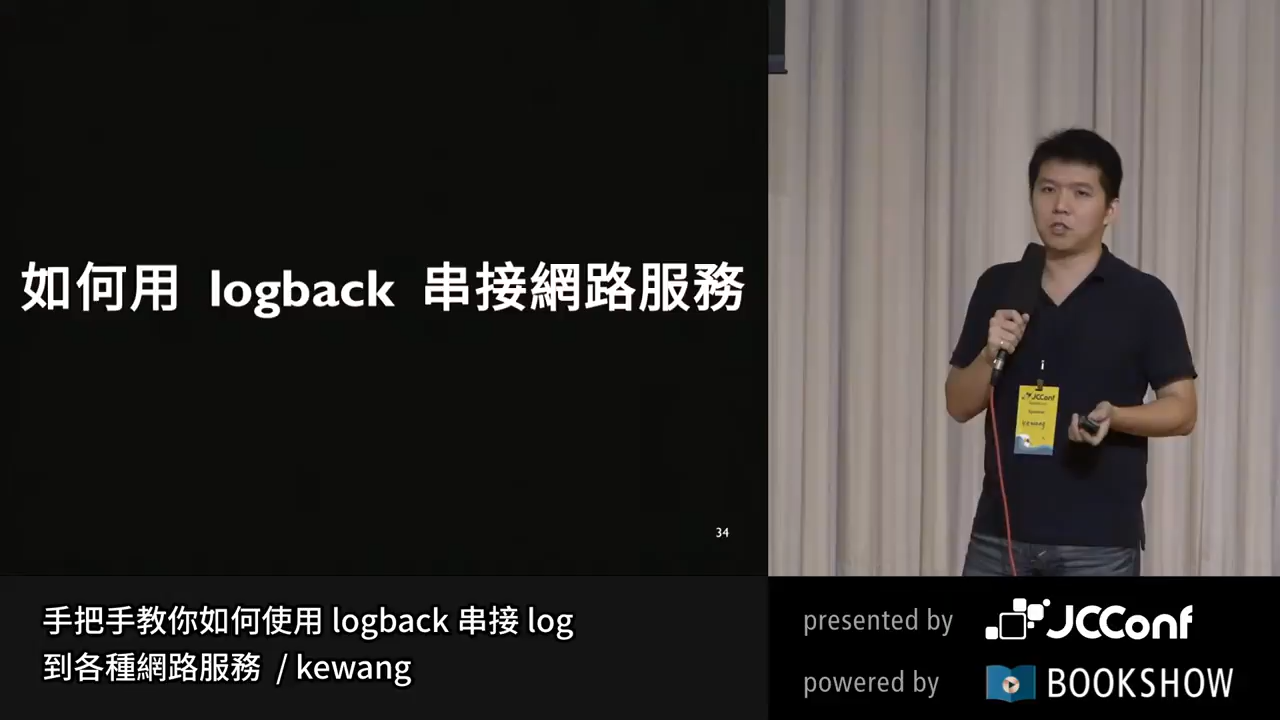 如何用 logback 串接網路服務
34
JCConf
kewang
手把手教你如何使用 logback 串接 log
到各種網路服務 / kewang
presented by JCConf
powered by BOOKSHOW